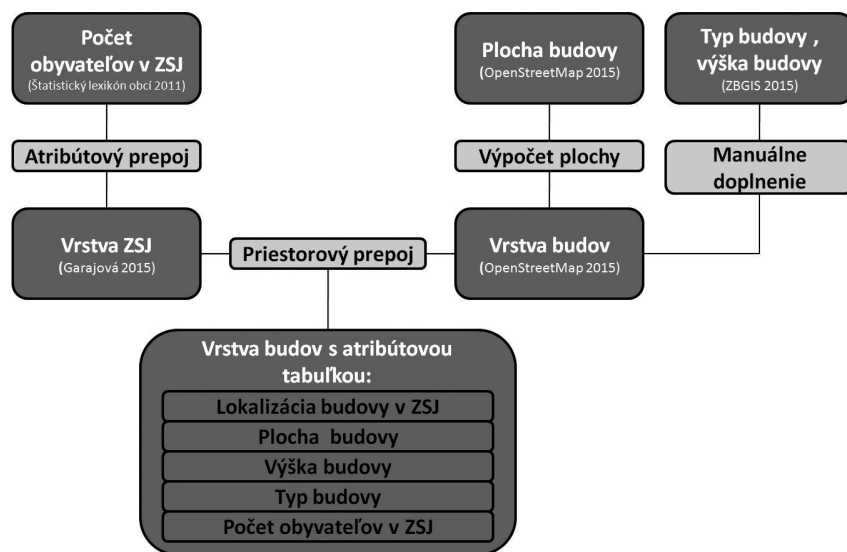 Počet
obyvateľov v ZSJ
(Štatistický lexikón obcí 2011)
Plocha budovy
(OpenStreetMap 2015)
Typ budovy ,
výška budovy
(ZBGIS 2015)
Atribútový prepoj
Výpočet plochy
Manuálne
doplnenie
Vrstva ZSJ
(Garajová 2015)
Priestorový prepoj
Vrstva budov
(OpenStreetMap 2015)
Vrstva budov s atribútovou
tabuľkou:
Lokalizácia budovy v ZSJ
Plocha budovy
Výška budovy
Typ budovy
Počet obyvateľov v ZSJ